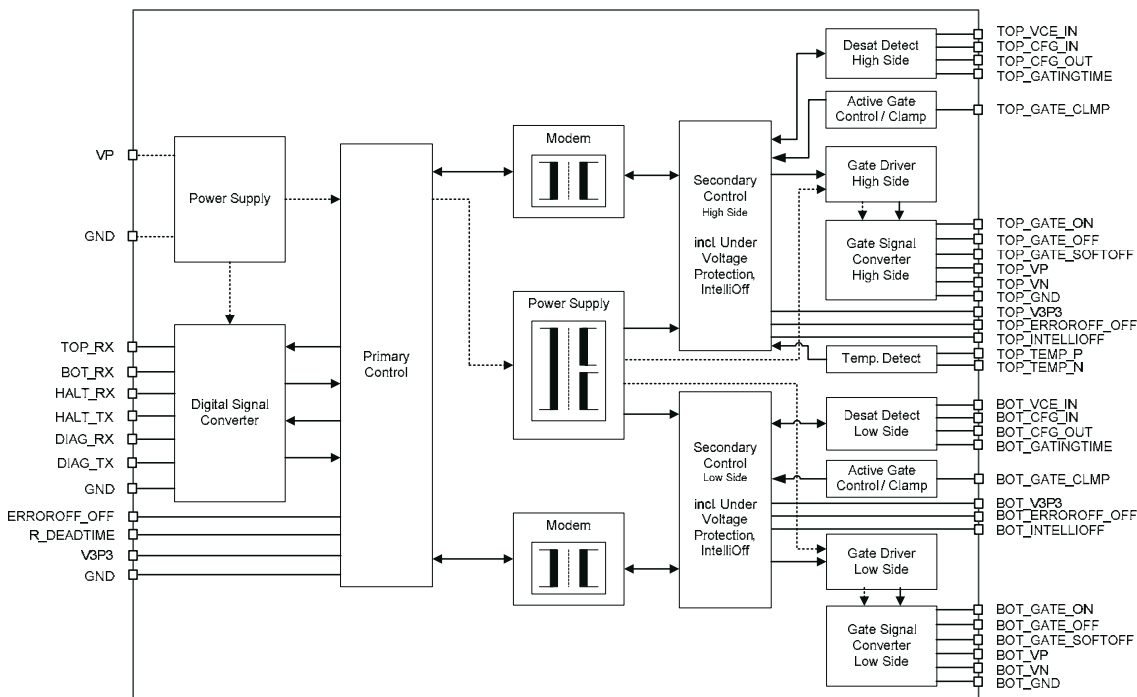 VP
GND
TOP_RX
BOT_RX
HALT_RX
HALT_TX
DIAG_RX
DIAG_TX
GND
ERROROFF_OFF
R_DEADTIME
V3P3
GND
Power Supply
Digital Signal
Converter
Primary
Control
Modem
Power Supply
Modem
Secondary
Control
High Side
incl. Under
Voltage
Protection,
IntelliOff
Secondary
Control
Low Side
incl. Under
Voltage
Protection,
IntelliOff
Desat Detect
High Side
Active Gate
Control / Clamp
Gate Driver
High Side
Gate Signal
Converter
High Side
Temp. Detect
Desat Detect
Low Side
Active Gate
Control / Clamp
Gate Driver
Low Side
Gate Signal
Converter
Low Side
TOP_VCE_IN
TOP_CFG_IN
TOP_CFG_OUT
TOP_GATINGTIME
TOP_GATE_CLMP
TOP_GATE_ON
TOP_GATE_OFF
TOP_GATE_SOFTOFF
TOP_VP
TOP_VN
TOP_GND
TOP_V3P3
TOP_ERROROFF_OFF
TOP_INTELLIOFF
TOP_TEMP_P
TOP_TEMP_N
BOT_VCE_IN
BOT_CFG_IN
BOT_CFG_OUT
BOT_GATINGTIME
BOT_GATE_CLMP
BOT_V3P3
BOT_ERROROFF_OFF
BOT_INTELLIOFF
BOT_GATE_ON
BOT_GATE_OFF
BOT_GATE_SOFTOFF
BOT_VP
BOT_VN
BOT_GND